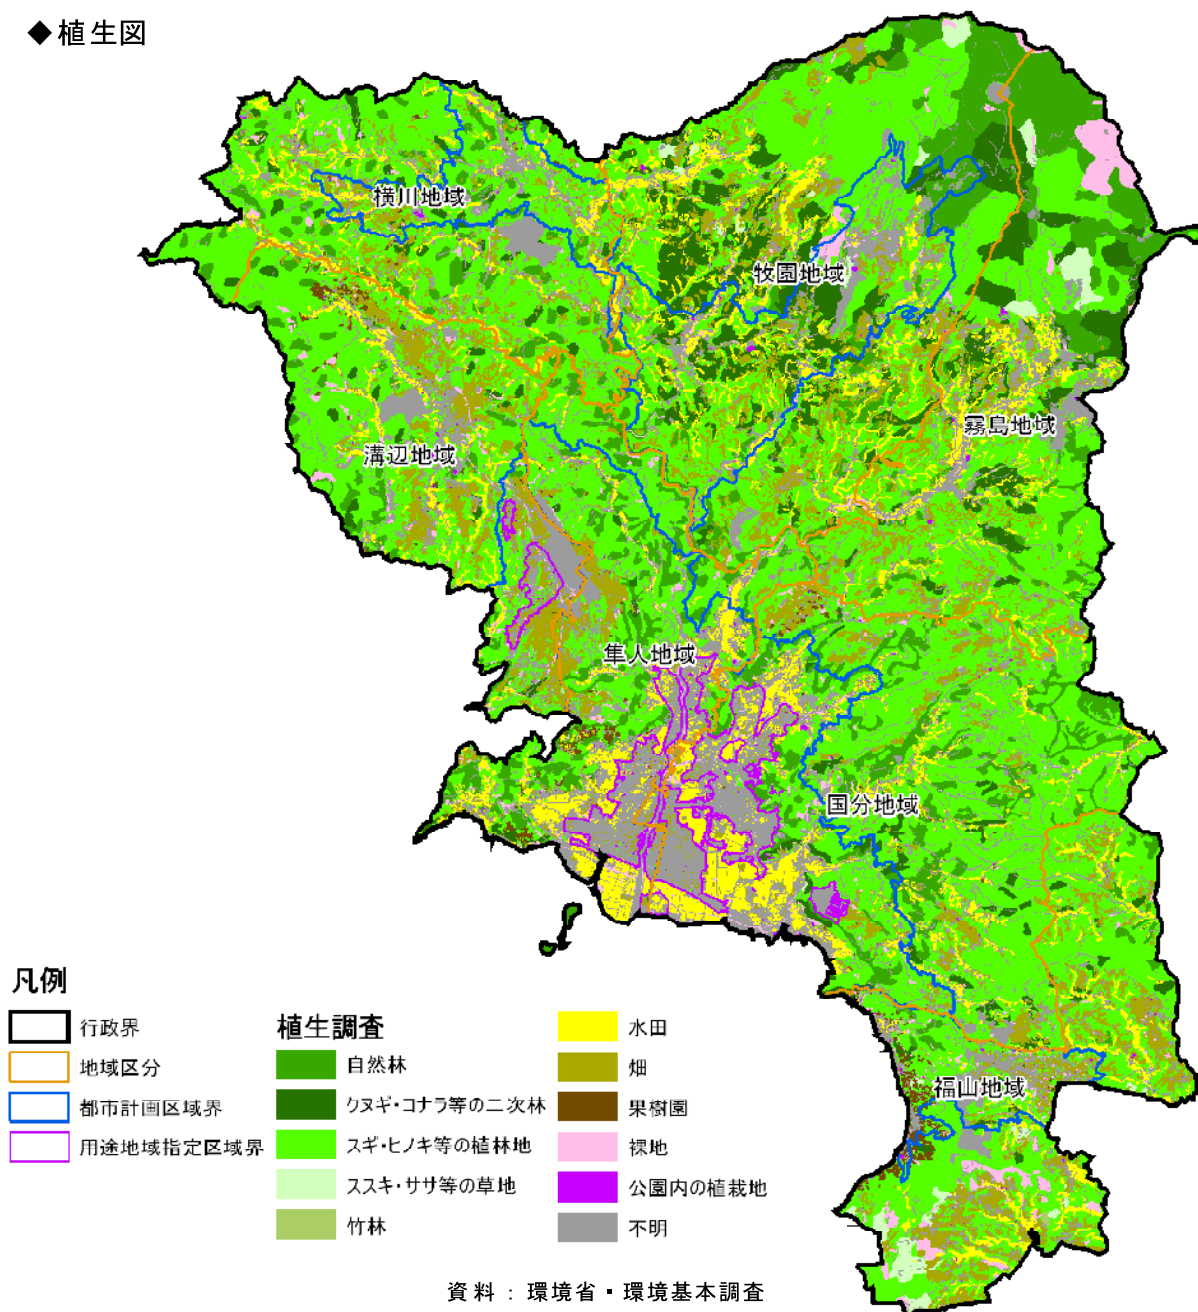 ◆植生図
横川地域
牧園地域
霧島地域
溝辺地域
隼人地域
国分地域
福山地域
凡例
行政界
地域区分
都市計画区域界
用途地域指定区域界
植生調査
自然林
クヌギ・コナラ等の二次林
スギ・ヒノキ等の植林地
ススキ・ササ等の草地
竹林
水田
畑
果樹園
裸地
公園内の植栽地
不明
資料：環境省・環境基本調査